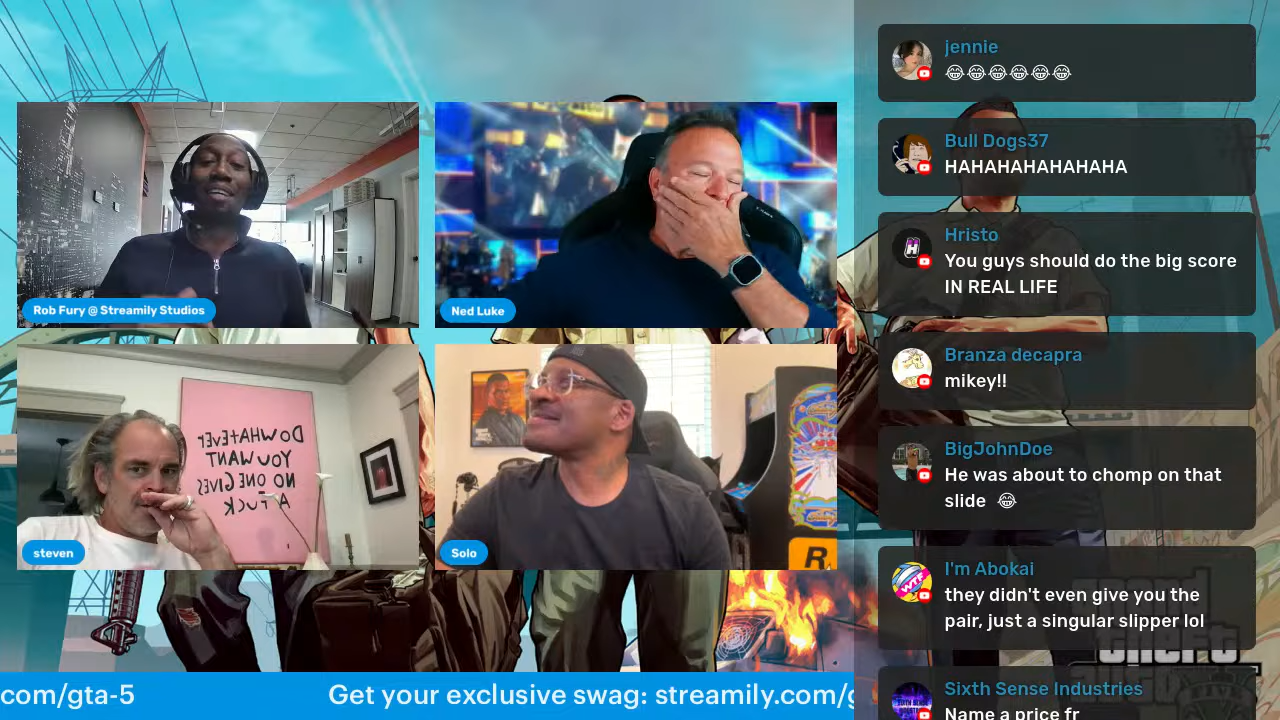 Rob Fury @ Streamily Studios
Ned Luke
DO WHATEVER
YOU WANT
NO ONE GIVES
A FUCK
steven
Solo
R
com/gta-5
Get your exclusive swag: streamily.com/g
jennie
😂😂😂😂😂😂
Bull Dogs37
HAHAHAHAHAHAHA
Hristo
You guys should do the big score
IN REAL LIFE
Branza decapra
mikey!!
BigJohnDoe
He was about to chomp on that
slide 😂
I'm Abokai
they didn't even give you the
pair, just a singular slipper lol
Sixth Sense Industries
Name a price fr